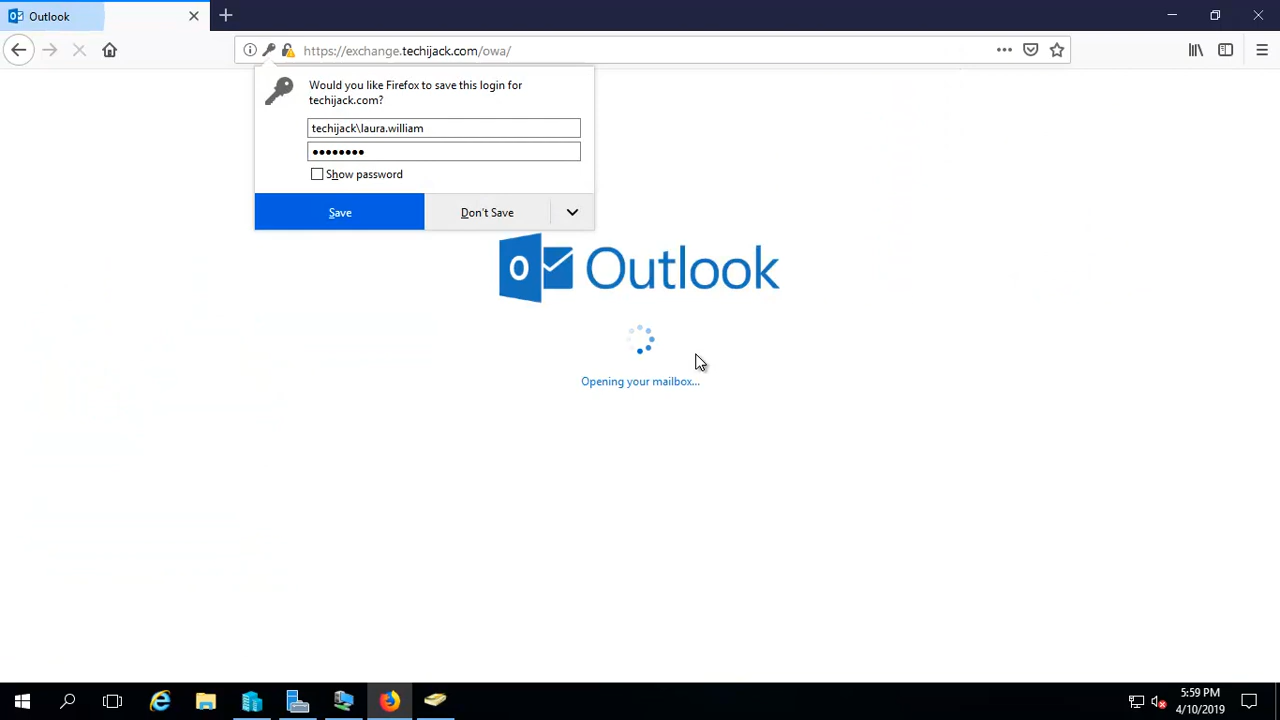 Outlook
https://exchange.techijack.com/owa/
Would you like Firefox to save this login for
techijack.com?
techijack\laura.william
••••••••
Show password
Save
Don't Save
Outlook
Opening your mailbox...
5:59 PM
4/10/2019